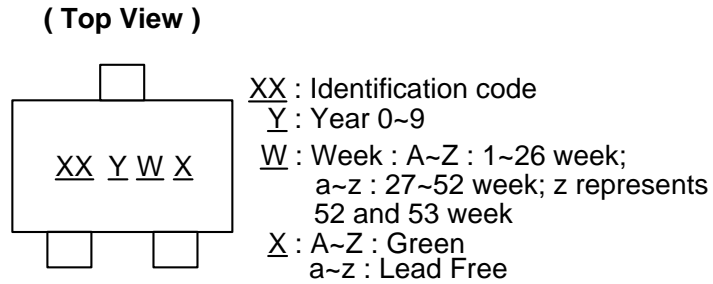 ( Top View )
XX Y W X
XX : Identification code
Y : Year 0~9
W : Week : A~Z : 1~26 week;
a~z : 27~52 week; z represents
52 and 53 week
X : A~Z : Green
a~z : Lead Free